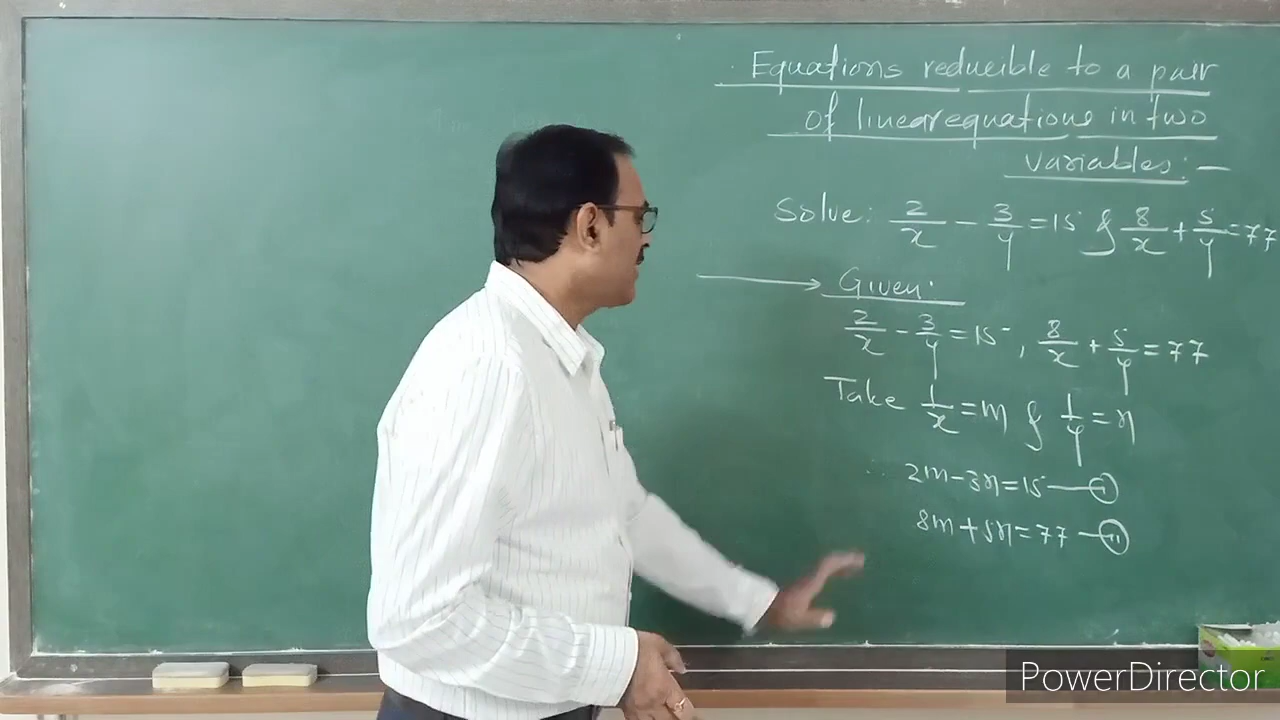 Equations reducible to a pair
of linear equations in two
variables:-
Solve: 2/x - 3/y = 15 & 8/x + 5/y = 77
Given:
2/x - 3/y = 15, 8/x + 5/y = 77
Take 1/x = m & 1/y = n
∴ 2m - 3n = 15 — (i)
8m + 5n = 77 — (ii)
PowerDirector